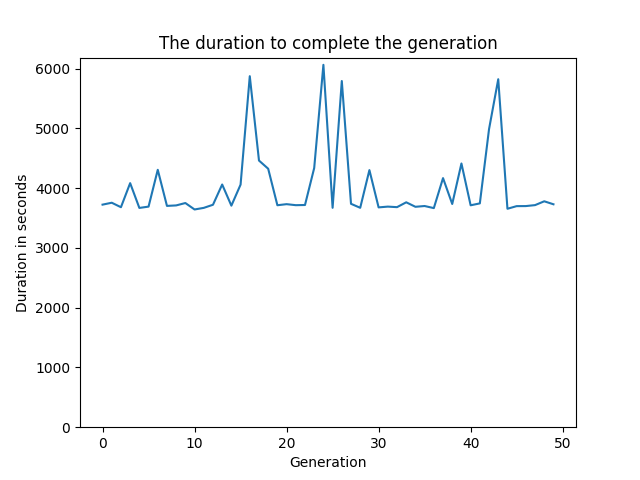 The duration to complete the generation
6000
5000
4000
3000
2000
1000
0
Duration in seconds
0 10 20 30 40 50
Generation